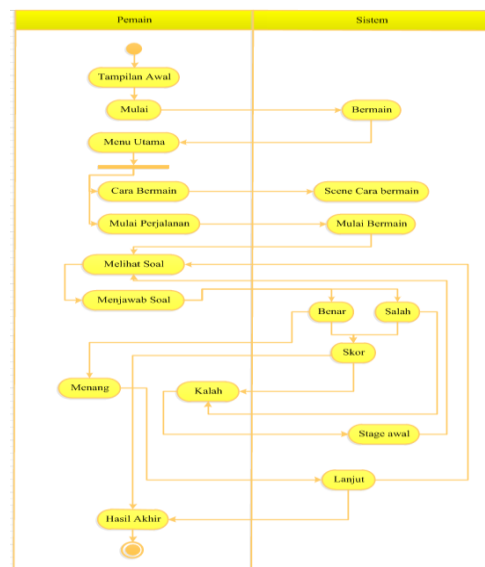 Pemain Sistem
Tampilan Awal
Mulai Bermain
Menu Utama
Cara Bermain Scene Cara bermain
Mulai Perjalanan Mulai Bermain
Melihat Soal
Menjawab Soal
Benar Salah
Skor
Menang Kalah
Stage awal
Lanjut
Hasil Akhir